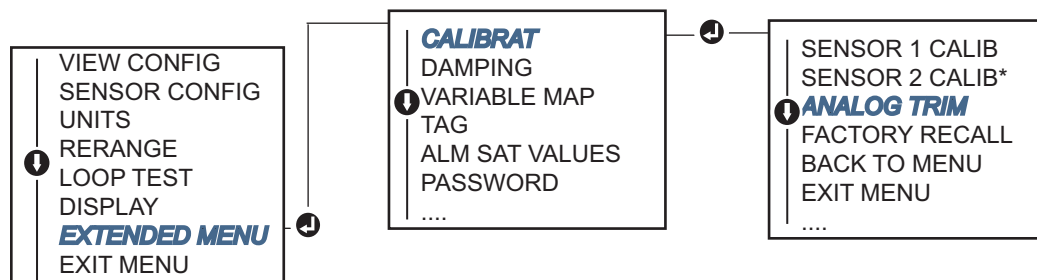 VIEW CONFIG
SENSOR CONFIG
UNITS
RERANGE
LOOP TEST
DISPLAY
EXTENDED MENU
EXIT MENU
CALIBRAT
DAMPING
VARIABLE MAP
TAG
ALM SAT VALUES
PASSWORD
....
SENSOR 1 CALIB
SENSOR 2 CALIB*
ANALOG TRIM
FACTORY RECALL
BACK TO MENU
EXIT MENU
....